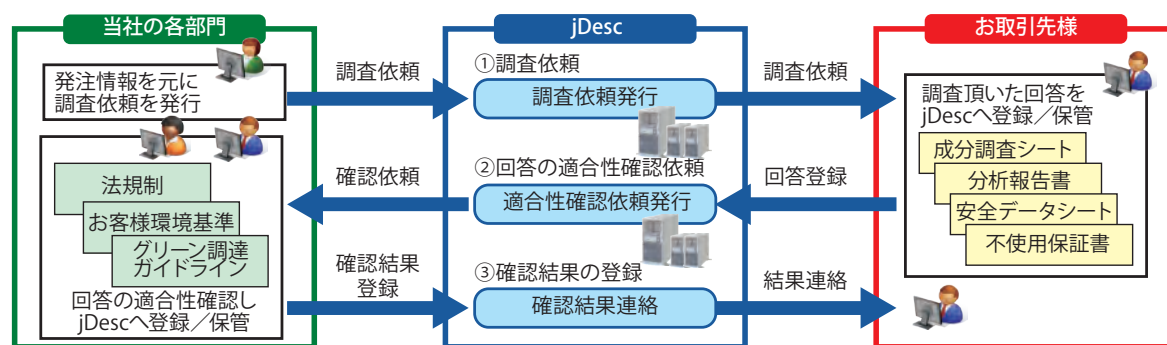 当社の各部門
発注情報を元に
調査依頼を発行
法規制
お客様環境基準
グリーン調達
ガイドライン
回答の適合性確認し
jDescへ登録／保管
調査依頼
確認依頼
確認結果
登録
jDesc
①調査依頼
調査依頼発行
②回答の適合性確認依頼
適合性確認依頼発行
③確認結果の登録
確認結果連絡
調査依頼
回答登録
結果連絡
お取引先様
調査頂いた回答を
jDescへ登録／保管
成分調査シート
分析報告書
安全データシート
不使用保証書